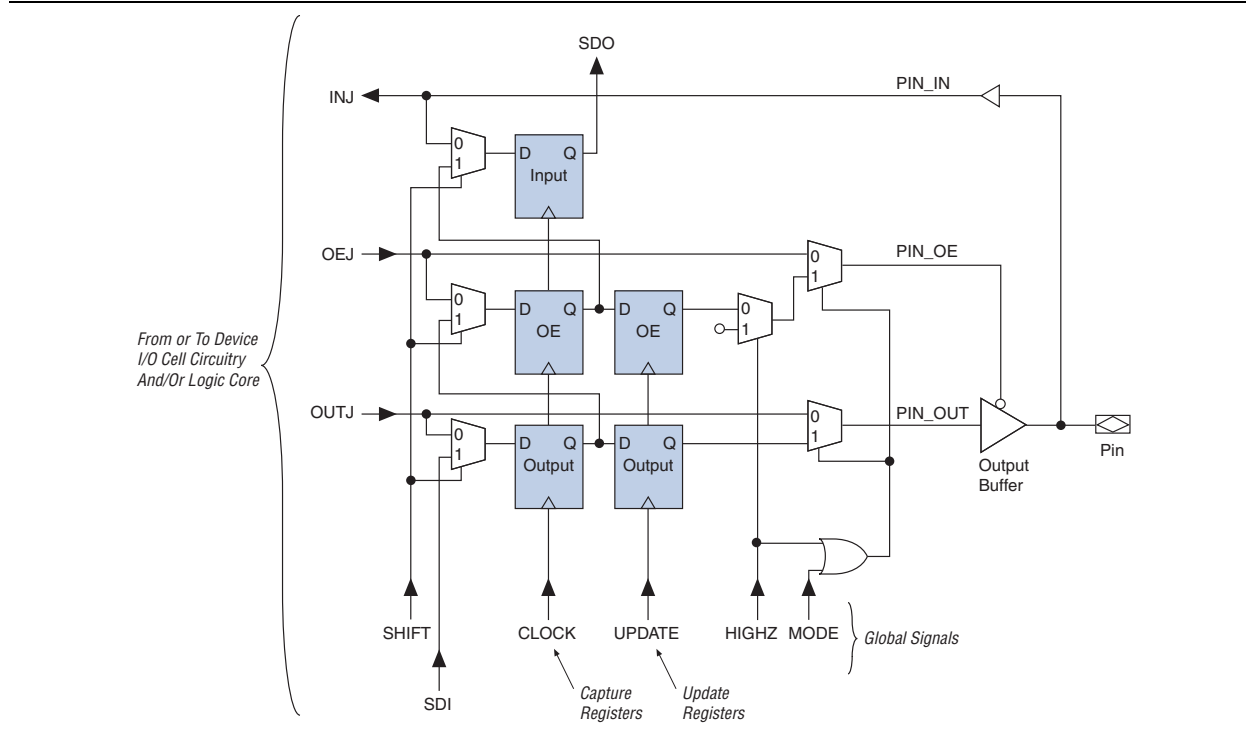 SDO
INJ
PIN_IN
0
1
D Q
Input
OEJ
0
1
PIN_OE
0
1
D Q
OE
D Q
OE
0
1
From or To Device
I/O Cell Circuitry
And/Or Logic Core
OUTJ
0
1
PIN_OUT
0
1
D Q
Output
D Q
Output
Output
Buffer
Pin
SHIFT
CLOCK
UPDATE
HIGHZ
MODE
Global Signals
SDI
Capture
Registers
Update
Registers